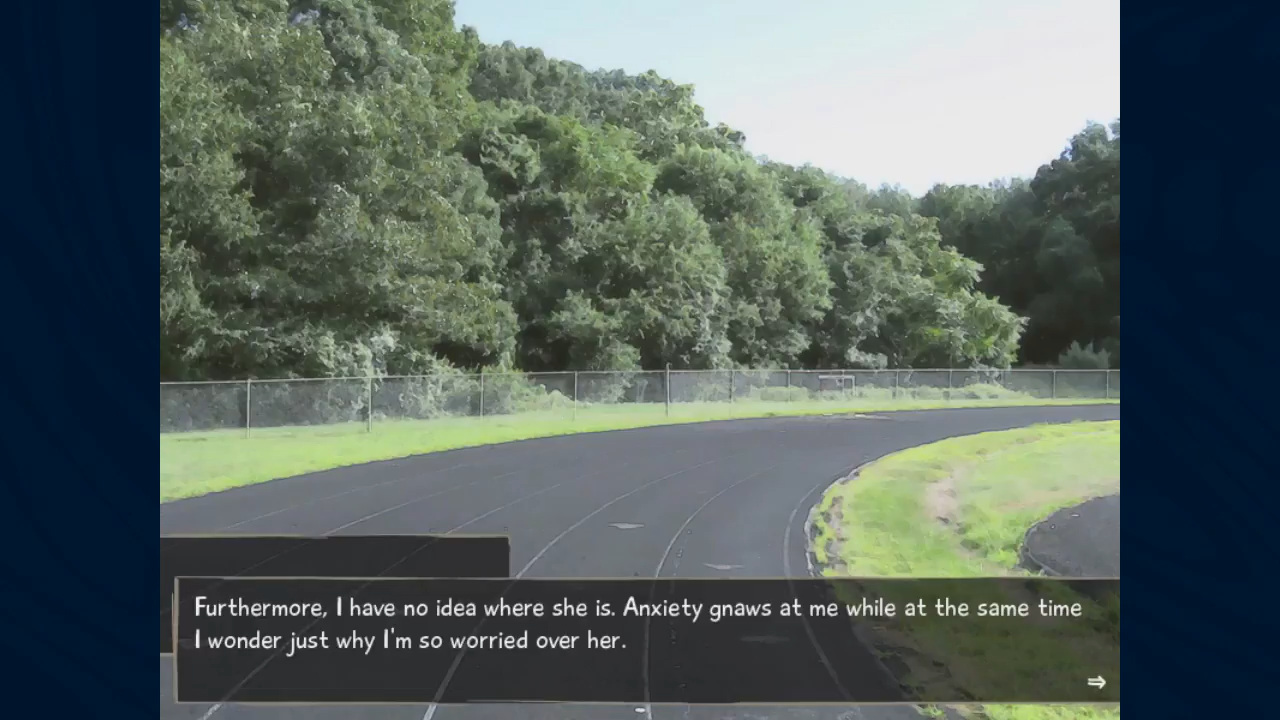 Furthermore, I have no idea where she is. Anxiety gnaws at me while at the same time
I wonder just why I'm so worried over her.